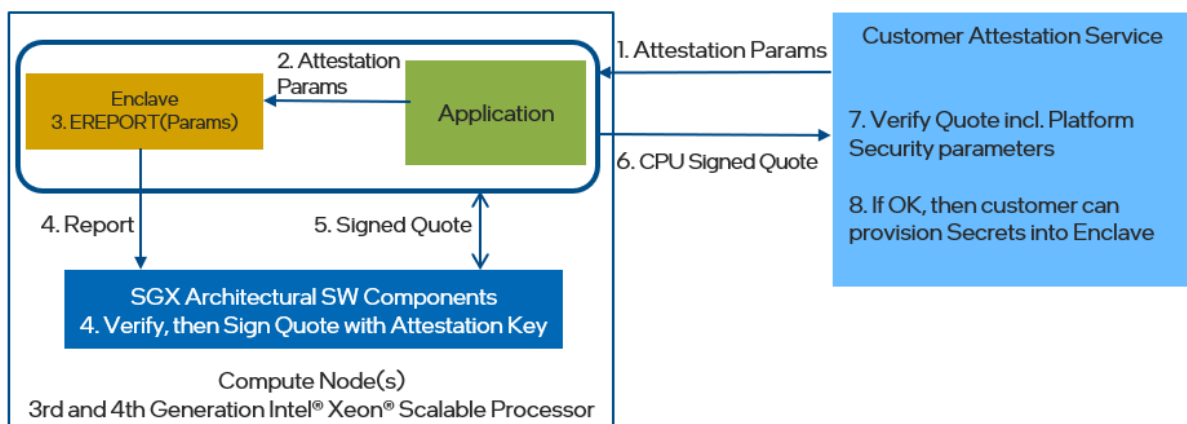 1. Attestation Params
Customer Attestation Service
2. Attestation
Params
Enclave
3. EREPORT(Params)
Application
7. Verify Quote incl. Platform
Security parameters
6. CPU Signed Quote
8. If OK, then customer can
provision Secrets into Enclave
4. Report
5. Signed Quote
SGX Architectural SW Components
4. Verify, then Sign Quote with Attestation Key
Compute Node(s)
3rd and 4th Generation Intel® Xeon® Scalable Processor